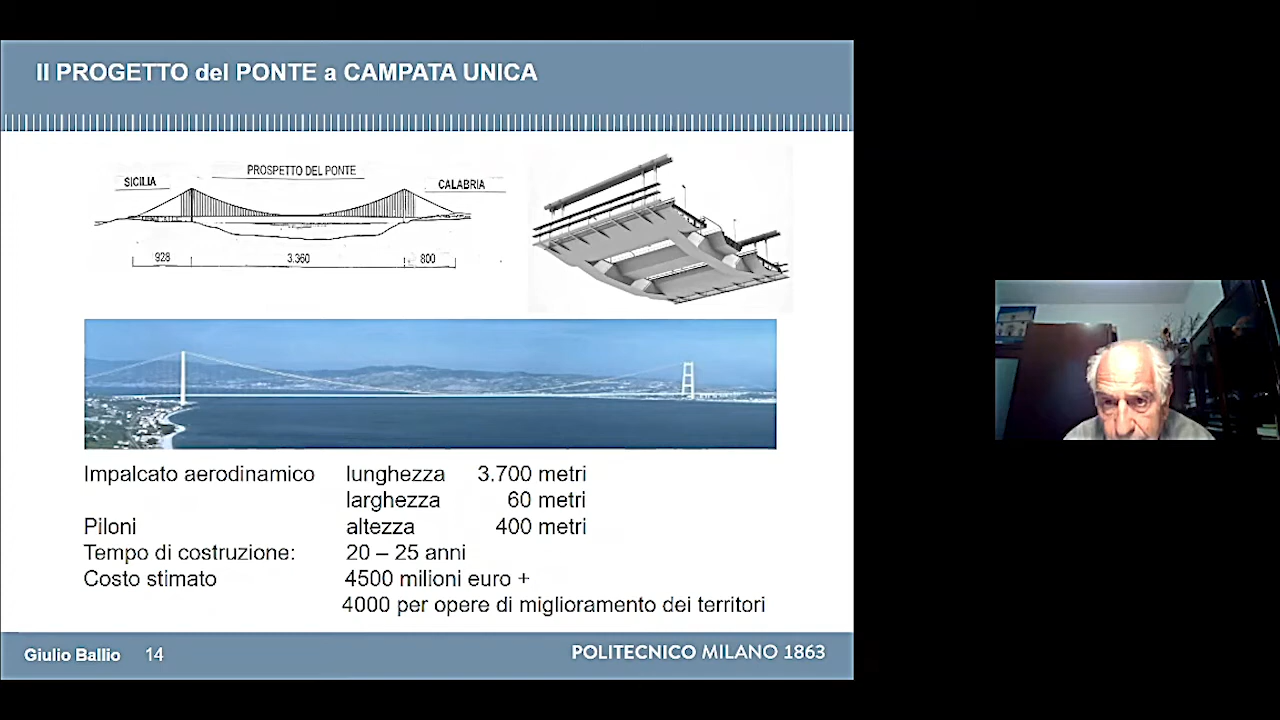 Il PROGETTO del PONTE a CAMPATA UNICA
PROSPETTO DEL PONTE
SICILIA
CALABRIA
928
3.360
800
Impalcato aerodinamico lunghezza 3.700 metri
larghezza 60 metri
Piloni altezza 400 metri
Tempo di costruzione: 20 – 25 anni
Costo stimato 4500 milioni euro +
4000 per opere di miglioramento dei territori
Giulio Ballio 14
POLITECNICO MILANO 1863